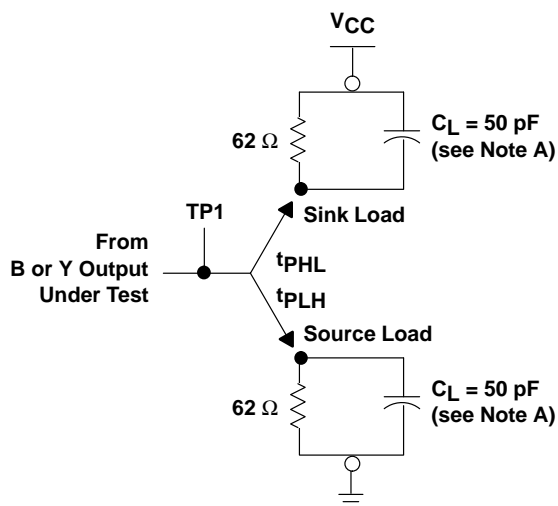 VCC
62 Ω
CL = 50 pF
(see Note A)
TP1
Sink Load
From
B or Y Output
Under Test
tPHL
tPLH
Source Load
62 Ω
CL = 50 pF
(see Note A)